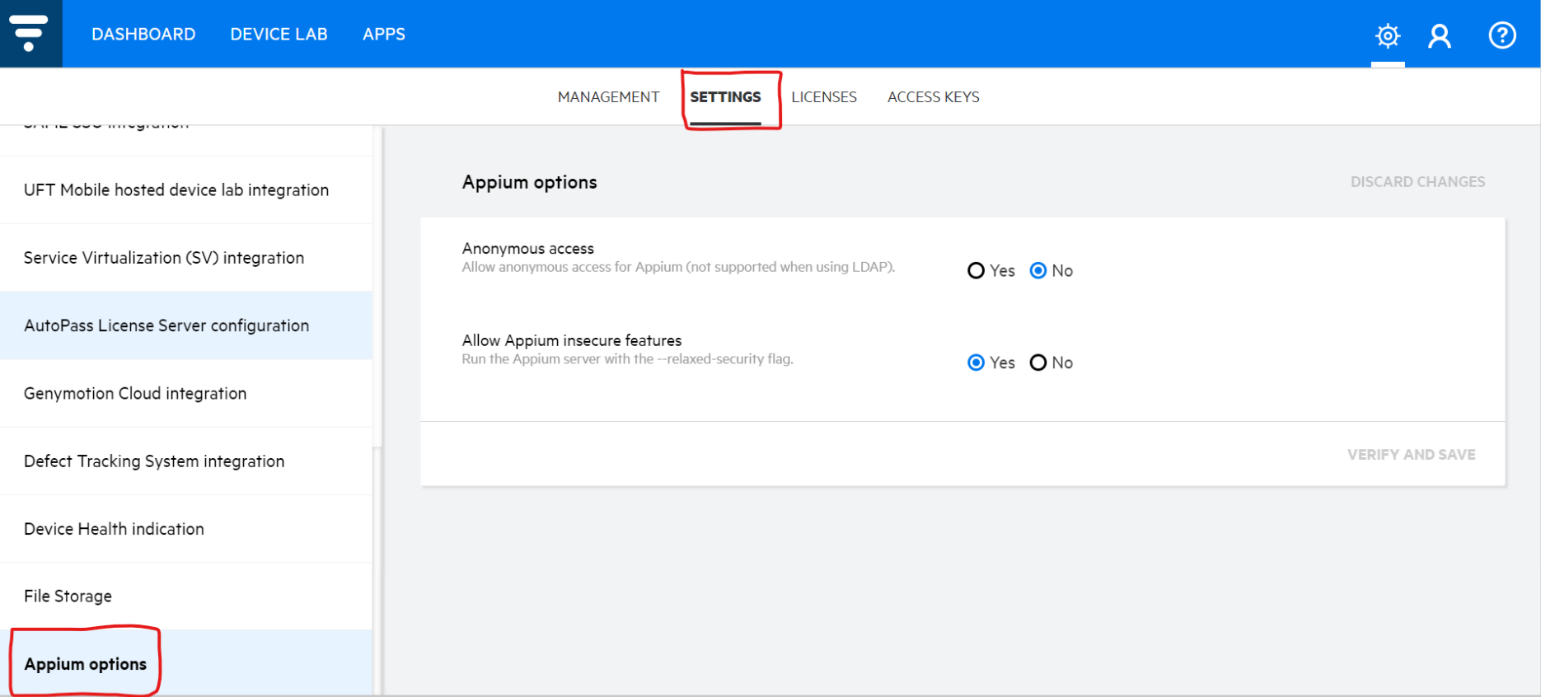 DASHBOARD DEVICE LAB APPS
MANAGEMENT SETTINGS LICENSES ACCESS KEYS
UFT Mobile hosted device lab integration
Service Virtualization (SV) integration
AutoPass License Server configuration
Genymotion Cloud integration
Defect Tracking System integration
Device Health indication
File Storage
Appium options
Appium options DISCARD CHANGES
Anonymous access
Allow anonymous access for Appium (not supported when using LDAP).
Yes No
Allow Appium insecure features
Run the Appium server with the --relaxed-security flag.
Yes No
VERIFY AND SAVE